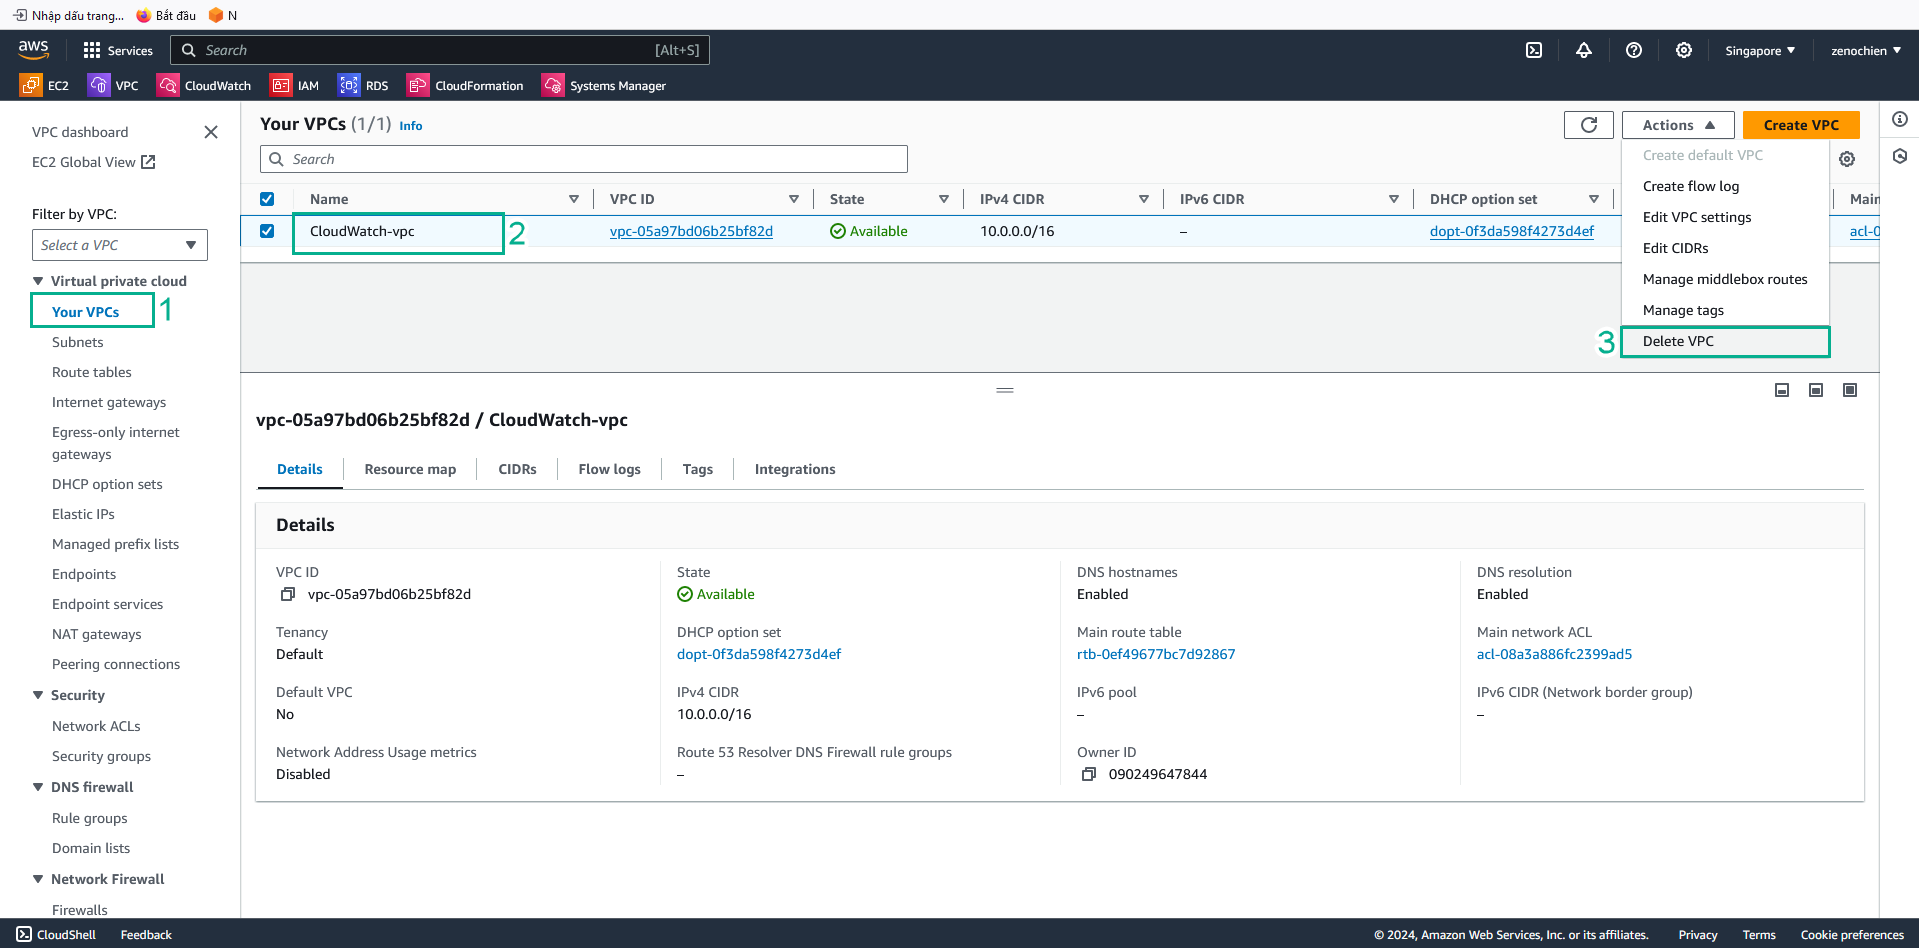 Nhập dấu trang... Bắt đầu N
aws Services Search [Alt+S] Singapore zenochien
EC2 VPC CloudWatch IAM RDS CloudFormation Systems Manager
VPC dashboard
EC2 Global View
Filter by VPC:
Select a VPC
Virtual private cloud
Your VPCs 1
Subnets
Route tables
Internet gateways
Egress-only internet
gateways
DHCP option sets
Elastic IPs
Managed prefix lists
Endpoints
Endpoint services
NAT gateways
Peering connections
Security
Network ACLs
Security groups
DNS firewall
Rule groups
Domain lists
Network Firewall
Firewalls
Your VPCs (1/1) Info
Actions Create VPC
Search
Create default VPC
Create flow log
Edit VPC settings
Edit CIDRs
Manage middlebox routes
Manage tags
3 Delete VPC
Name VPC ID State IPv4 CIDR IPv6 CIDR DHCP option set Main
CloudWatch-vpc 2 vpc-05a97bd06b25bf82d Available 10.0.0.0/16 – dopt-0f3da598f4273d4ef acl-0
vpc-05a97bd06b25bf82d / CloudWatch-vpc
Details Resource map CIDRs Flow logs Tags Integrations
Details
VPC ID State DNS hostnames DNS resolution
vpc-05a97bd06b25bf82d Available Enabled Enabled
Tenancy DHCP option set Main route table Main network ACL
Default dopt-0f3da598f4273d4ef rtb-0ef49677bc7d92867 acl-08a3a886fc2399ad5
Default VPC IPv4 CIDR IPv6 pool IPv6 CIDR (Network border group)
No 10.0.0.0/16 – –
Network Address Usage metrics Route 53 Resolver DNS Firewall rule groups Owner ID
Disabled – 090249647844
CloudShell Feedback © 2024, Amazon Web Services, Inc. or its affiliates. Privacy Terms Cookie preferences